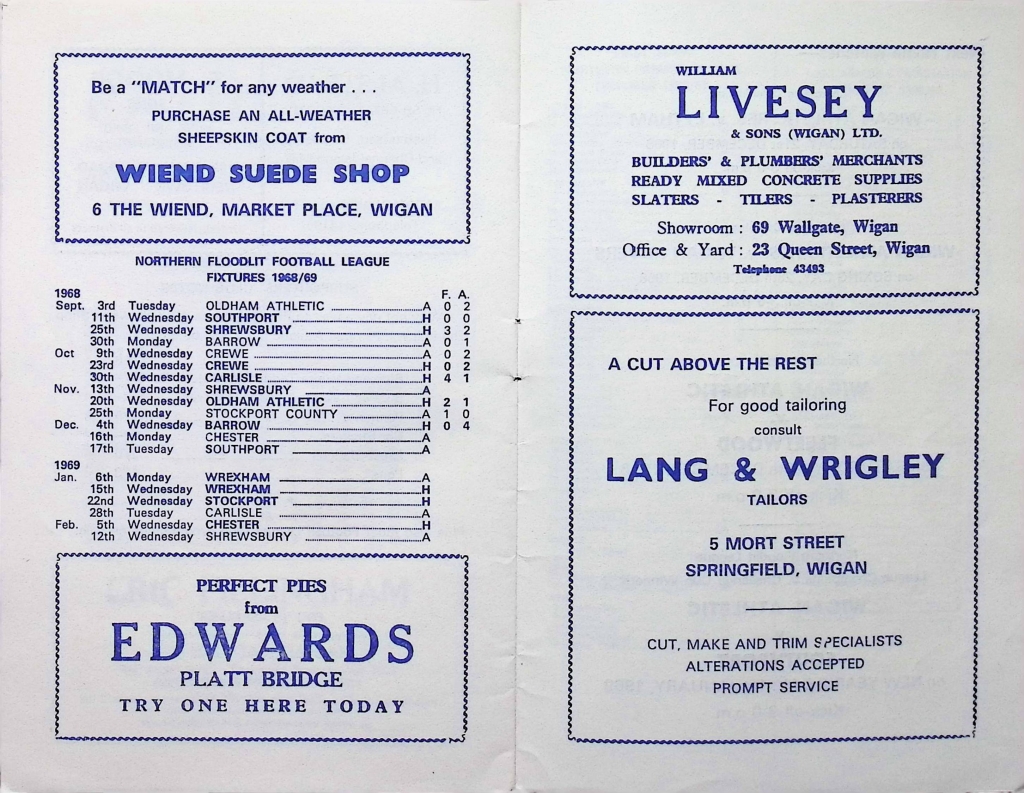 Be a "MATCH" for any weather . . .
PURCHASE AN ALL-WEATHER
SHEEPSKIN COAT from
WIEND SUEDE SHOP
6 THE WIEND, MARKET PLACE, WIGAN
NORTHERN FLOODLIT FOOTBALL LEAGUE
FIXTURES 1968/69
1968 F. A.
Sept. 3rd Tuesday OLDHAM ATHLETIC A 0 2
11th Wednesday SOUTHPORT H 0 0
25th Wednesday SHREWSBURY H 3 2
30th Monday BARROW A 0 1
Oct 9th Wednesday CREWE A 0 2
23rd Wednesday CREWE H 0 2
30th Wednesday CARLISLE H 4 1
Nov. 13th Wednesday SHREWSBURY A
20th Wednesday OLDHAM ATHLETIC H 2 1
25th Monday STOCKPORT COUNTY A 1 0
Dec. 4th Wednesday BARROW H 0 4
16th Monday CHESTER A
17th Tuesday SOUTHPORT A
1969
Jan. 6th Monday WREXHAM A
15th Wednesday WREXHAM H
22nd Wednesday STOCKPORT H
28th Tuesday CARLISLE A
Feb. 5th Wednesday CHESTER H
12th Wednesday SHREWSBURY A
PERFECT PIES
from
EDWARDS
PLATT BRIDGE
TRY ONE HERE TODAY
WILLIAM
LIVESEY
& SONS (WIGAN) LTD.
BUILDERS' & PLUMBERS' MERCHANTS
READY MIXED CONCRETE SUPPLIES
SLATERS - TILERS - PLASTERERS
Showroom : 69 Wallgate, Wigan
Office & Yard : 23 Queen Street, Wigan
Telephone 43493
A CUT ABOVE THE REST
For good tailoring
consult
LANG & WRIGLEY
TAILORS
5 MORT STREET
SPRINGFIELD, WIGAN
CUT, MAKE AND TRIM SPECIALISTS
ALTERATIONS ACCEPTED
PROMPT SERVICE